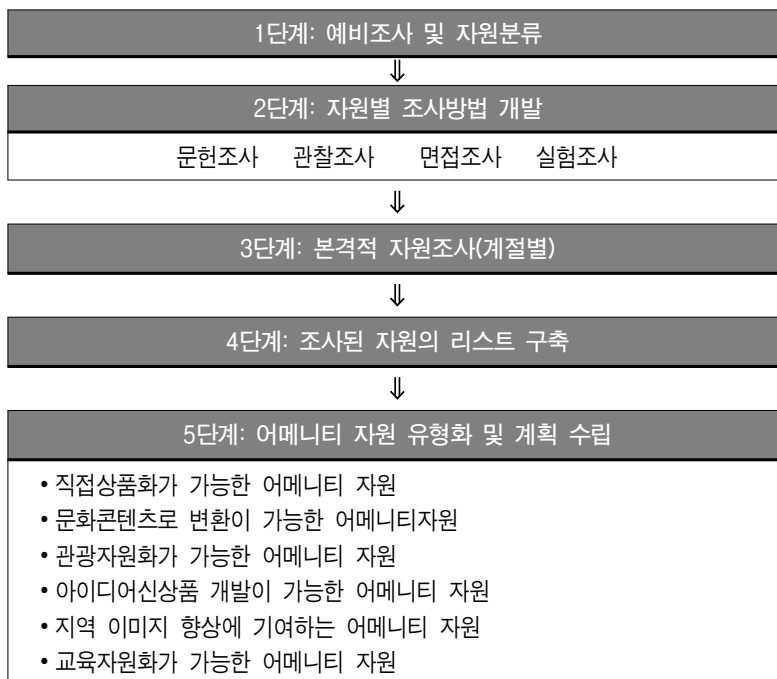 1단계: 예비조사 및 자원분류
⇓
2단계: 자원별 조사방법 개발
문헌조사 관찰조사 면접조사 실험조사
⇓
3단계: 본격적 자원조사(계절별)
⇓
4단계: 조사된 자원의 리스트 구축
⇓
5단계: 어메니티 자원 유형화 및 계획 수립
• 직접상품화가 가능한 어메니티 자원
• 문화콘텐츠로 변환이 가능한 어메니티자원
• 관광자원화가 가능한 어메니티 자원
• 아이디어신상품 개발이 가능한 어메니티 자원
• 지역 이미지 향상에 기여하는 어메니티 자원
• 교육자원화가 가능한 어메니티 자원